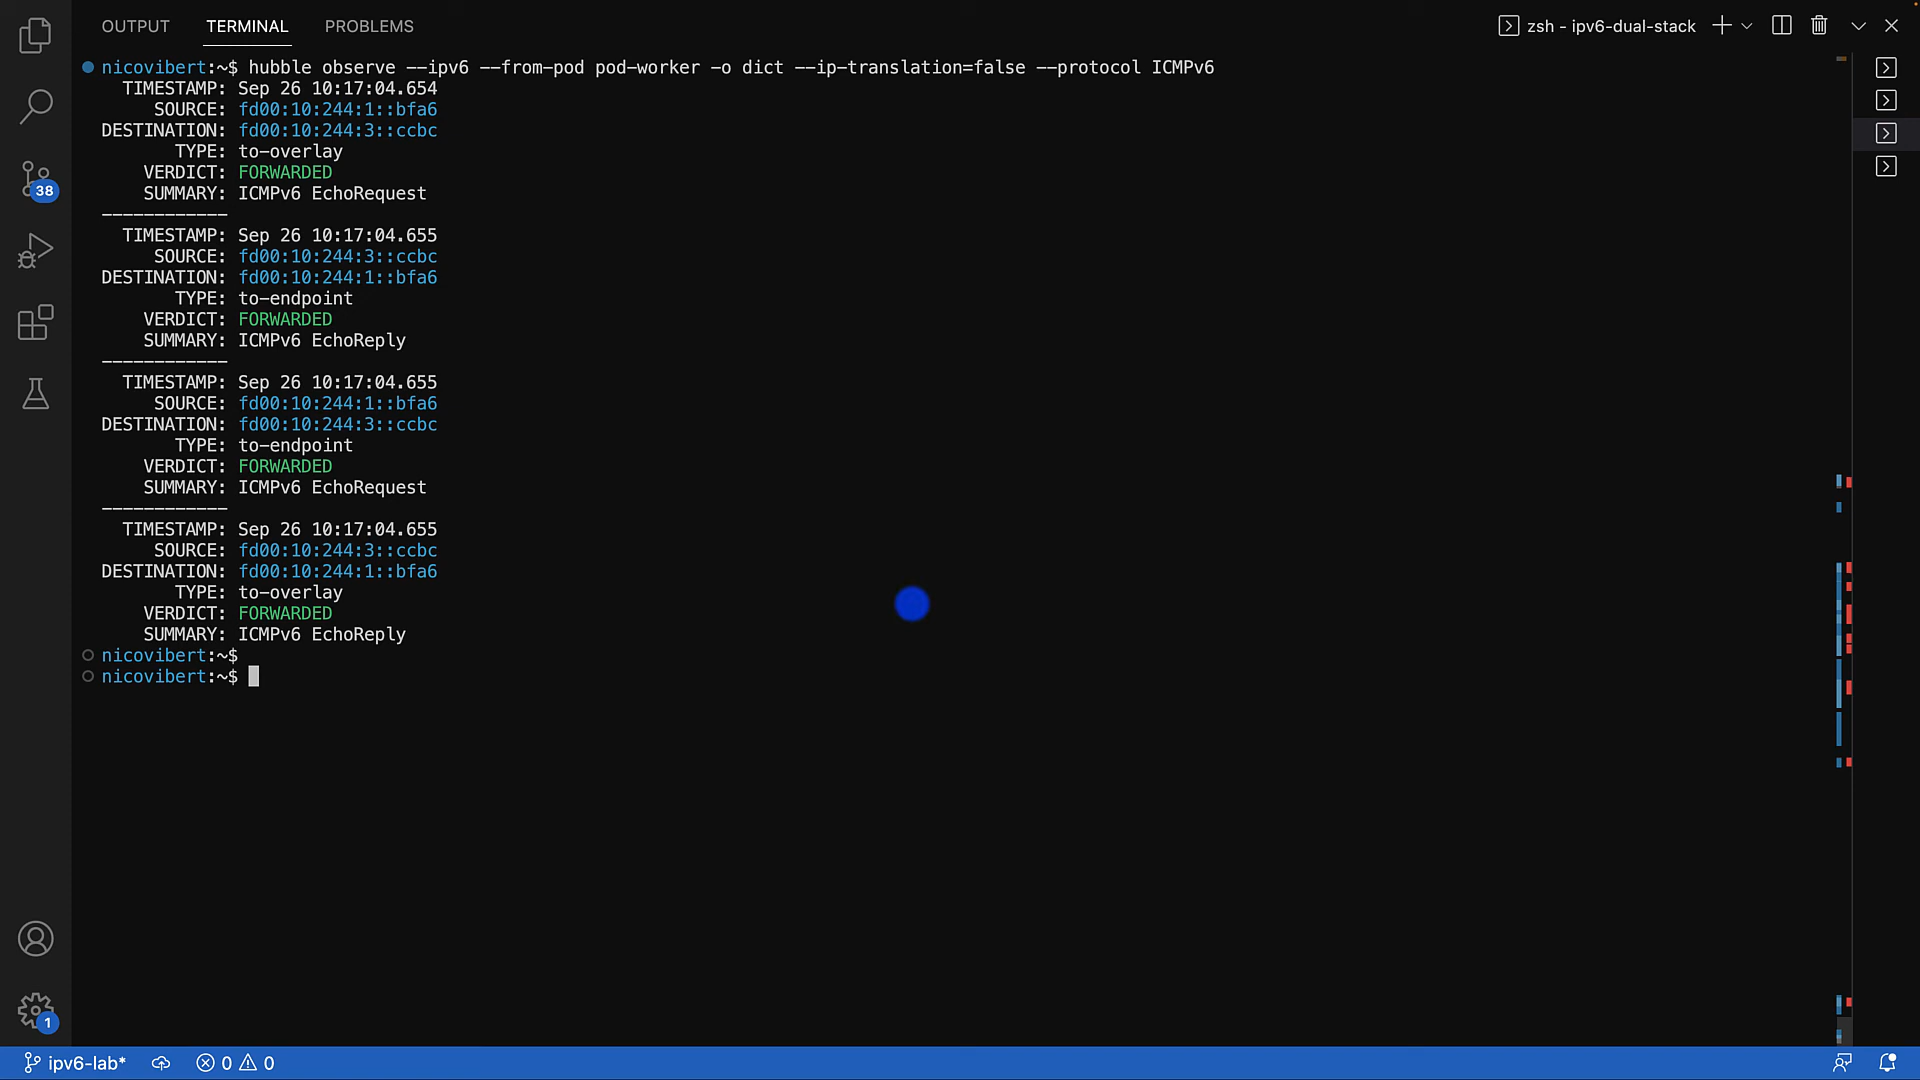 OUTPUT TERMINAL PROBLEMS zsh - ipv6-dual-stack
nicovibert:~$ hubble observe --ipv6 --from-pod pod-worker -o dict --ip-translation=false --protocol ICMPv6
TIMESTAMP: Sep 26 10:17:04.654
SOURCE: fd00:10:244:1::bfa6
DESTINATION: fd00:10:244:3::ccbc
TYPE: to-overlay
VERDICT: FORWARDED
SUMMARY: ICMPv6 EchoRequest
------------
TIMESTAMP: Sep 26 10:17:04.655
SOURCE: fd00:10:244:3::ccbc
DESTINATION: fd00:10:244:1::bfa6
TYPE: to-endpoint
VERDICT: FORWARDED
SUMMARY: ICMPv6 EchoReply
------------
TIMESTAMP: Sep 26 10:17:04.655
SOURCE: fd00:10:244:1::bfa6
DESTINATION: fd00:10:244:3::ccbc
TYPE: to-endpoint
VERDICT: FORWARDED
SUMMARY: ICMPv6 EchoRequest
------------
TIMESTAMP: Sep 26 10:17:04.655
SOURCE: fd00:10:244:3::ccbc
DESTINATION: fd00:10:244:1::bfa6
TYPE: to-overlay
VERDICT: FORWARDED
SUMMARY: ICMPv6 EchoReply
nicovibert:~$
nicovibert:~$
38
1
ipv6-lab* 0 0